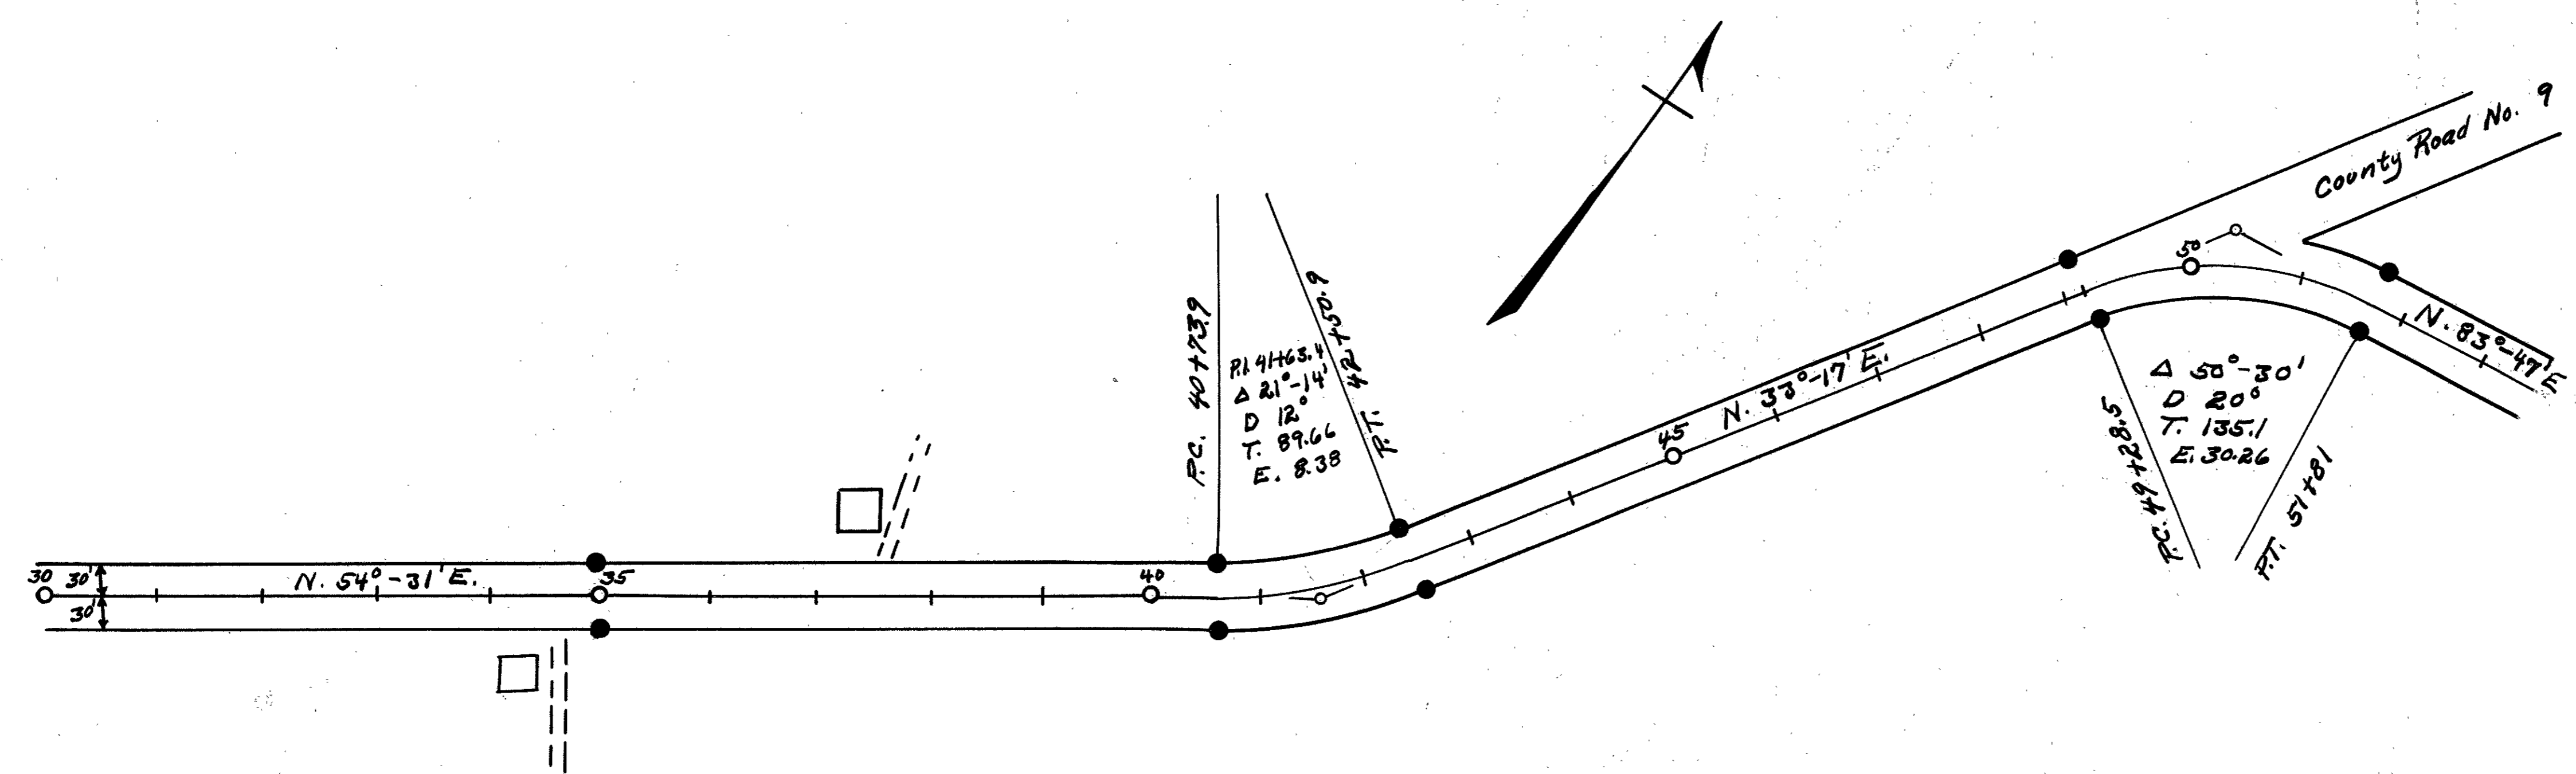 30
30'
30'
N. 54°-31' E.
35
40
P.C. 40+73.9
P.I. 41+63.4
Δ 21°-14'
D 12°
T. 89.66
E. 8.38
P.T. 42+50.9
45
N. 33°-17' E.
50
County Road No. 9
N. 83°-47' E
P.C. 49+28.5
Δ 50°-30'
D 20°
T. 135.1
E. 30.26
P.T. 51+81